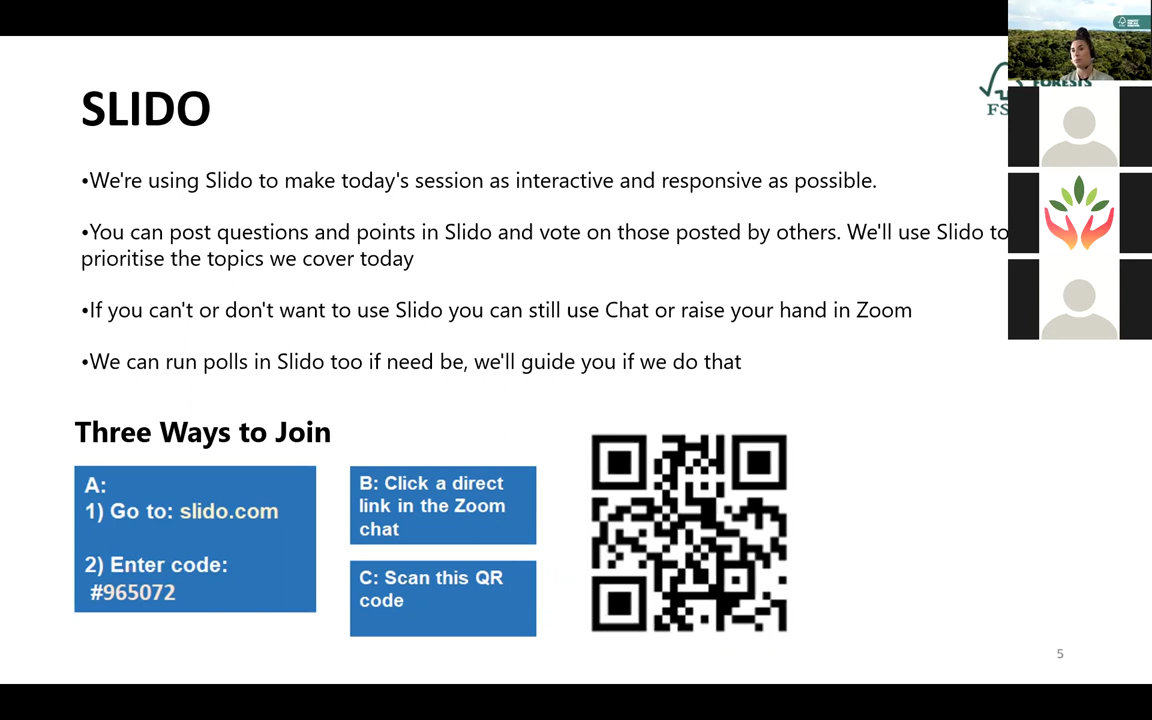 SLIDO
•We're using Slido to make today's session as interactive and responsive as possible.
•You can post questions and points in Slido and vote on those posted by others. We'll use Slido to
prioritise the topics we cover today
•If you can't or don't want to use Slido you can still use Chat or raise your hand in Zoom
•We can run polls in Slido too if need be, we'll guide you if we do that
Three Ways to Join
A:
1) Go to: slido.com
2) Enter code:
#965072
B: Click a direct
link in the Zoom
chat
C: Scan this QR
code
FORESTS
FS
5